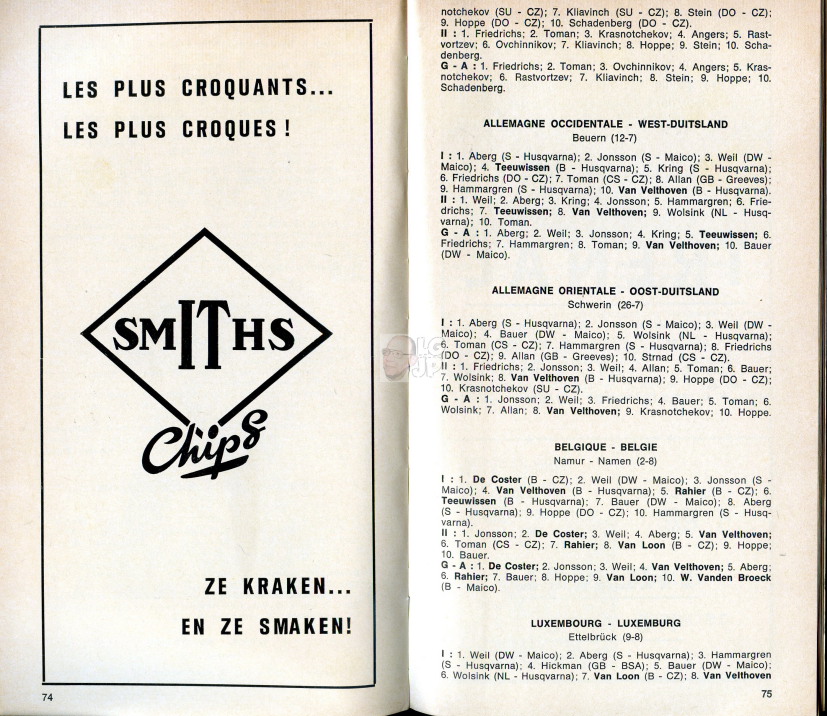 LES PLUS CROQUANTS...
LES PLUS CROQUES !
SMITHS
Chips
ZE KRAKEN...
EN ZE SMAKEN!
74
notchekov (SU - CZ); 7. Kliavinch (SU - CZ); 8. Stein (DO - CZ);
9. Hoppe (DO - CZ); 10. Schadenberg (DO - CZ).
II : 1. Friedrichs; 2. Toman; 3. Krasnotchekov; 4. Angers; 5. Rast-
vortzev; 6. Ovchinnikov; 7. Kliavinch; 8. Hoppe; 9. Stein; 10. Scha-
denberg.
G - A : 1. Friedrichs; 2. Toman; 3. Ovchinnikov; 4. Angers; 5. Kras-
notchekov; 6. Rastvortzev; 7. Kliavinch; 8. Stein; 9. Hoppe; 10.
Schadenberg.
ALLEMAGNE OCCIDENTALE - WEST-DUITSLAND
Beuern (12-7)
I : 1. Aberg (S - Husqvarna); 2. Jonsson (S - Maico); 3. Weil (DW -
Maico); 4. Teeuwissen (B - Husqvarna); 5. Kring (S - Husqvarna);
6. Friedrichs (DO - CZ); 7. Toman (CS - CZ); 8. Allan (GB - Greeves);
9. Hammargren (S - Husqvarna); 10. Van Velthoven (B - Husqvarna).
II : 1. Weil; 2. Aberg; 3. Kring; 4. Jonsson; 5. Hammargren; 6. Frie-
drichs; 7. Teeuwissen; 8. Van Velthoven; 9. Wolsink (NL - Husq-
varna); 10. Toman.
G - A : 1. Aberg; 2. Weil; 3. Jonsson; 4. Kring; 5. Teeuwissen; 6.
Friedrichs; 7. Hammargren; 8. Toman; 9. Van Velthoven; 10. Bauer
(DW - Maico).
ALLEMAGNE ORIENTALE - OOST-DUITSLAND
Schwerin (26-7)
I : 1. Aberg (S - Husqvarna); 2. Jonsson (S - Maico); 3. Weil (DW -
Maico); 4. Bauer (DW - Maico); 5. Wolsink (NL - Husqvarna);
6. Toman (CS - CZ); 7. Hammargren (S - Husqvarna); 8. Friedrichs
(DO - CZ); 9. Allan (GB - Greeves); 10. Strnad (CS - CZ).
II : 1. Friedrichs; 2. Jonsson; 3. Weil; 4. Allan; 5. Toman; 6. Bauer;
7. Wolsink; 8. Van Velthoven (B - Husqvarna); 9. Hoppe (DO - CZ);
10. Krasnotchekov (SU - CZ).
G - A : 1. Jonsson; 2. Weil; 3. Friedrichs; 4. Bauer; 5. Toman; 6.
Wolsink; 7. Allan; 8. Van Velthoven; 9. Krasnotchekov; 10. Hoppe.
BELGIQUE - BELGIE
Namur - Namen (2-8)
I : 1. De Coster (B - CZ); 2. Weil (DW - Maico); 3. Jonsson (S -
Maico); 4. Van Velthoven (B - Husqvarna); 5. Rahier (B - CZ); 6.
Teeuwissen (B - Husqvarna); 7. Bauer (DW - Maico); 8. Aberg
(S - Husqvarna); 9. Hoppe (DO - CZ); 10. Hammargren (S - Husq-
varna).
II : 1. Jonsson; 2. De Coster; 3. Weil; 4. Aberg; 5. Van Velthoven;
6. Toman (CS - CZ); 7. Rahier; 8. Van Loon (B - CZ); 9. Hoppe;
10. Bauer.
G - A : 1. De Coster; 2. Jonsson; 3. Weil; 4. Van Velthoven; 5. Aberg;
6. Rahier; 7. Bauer; 8. Hoppe; 9. Van Loon; 10. W. Vanden Broeck
(B - Maico).
LUXEMBOURG - LUXEMBURG
Ettelbrück (9-8)
I : 1. Weil (DW - Maico); 2. Aberg (S - Husqvarna); 3. Hammargren
(S - Husqvarna); 4. Hickman (GB - BSA); 5. Bauer (DW - Maico);
6. Wolsink (NL - Husqvarna); 7. Van Loon (B - CZ); 8. Van Velthoven
75
LG
JP